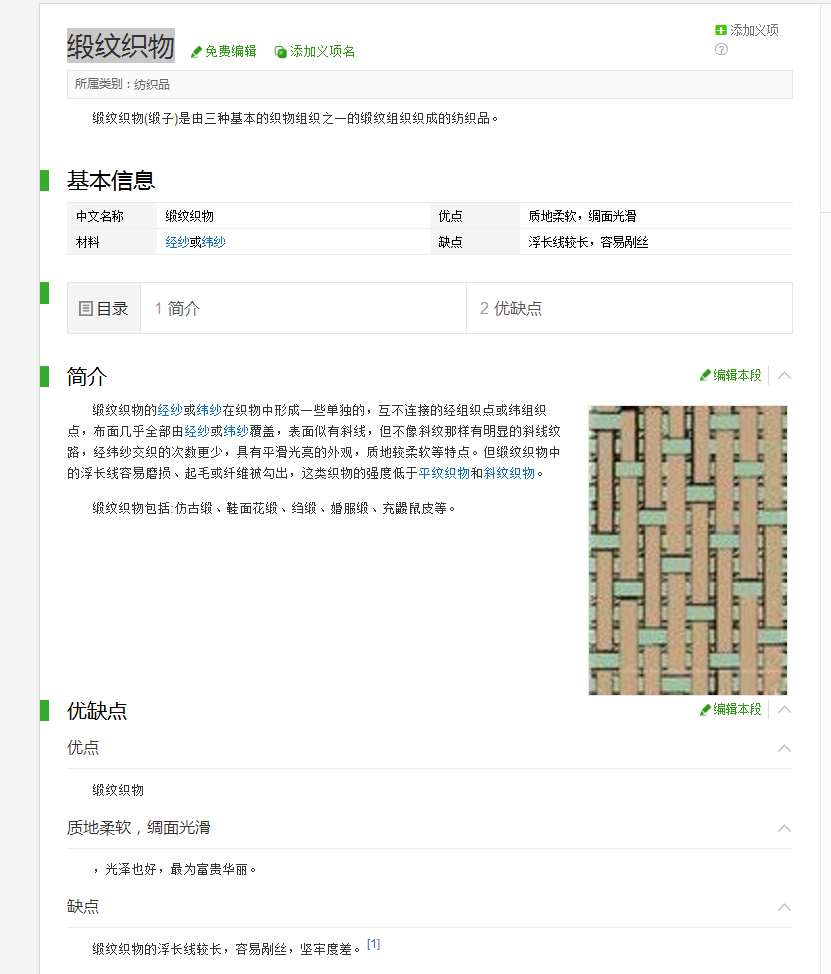 缎纹织物 免费编辑 添加义项名 添加义项
?
所属类别：纺织品
缎纹织物(缎子)是由三种基本的织物组织之一的缎纹组织织成的纺织品。
基本信息
中文名称 缎纹织物 优点 质地柔软，绸面光滑
材料 经纱或纬纱 缺点 浮长线较长，容易剐丝
目录 1 简介 2 优缺点
简介 编辑本段
缎纹织物的经纱或纬纱在织物中形成一些单独的，互不连接的经组织点或纬组织
点，布面几乎全部由经纱或纬纱覆盖，表面似有斜线，但不像斜纹那样有明显的斜线纹
路，经纬纱交织的次数更少，具有平滑光亮的外观，质地较柔软等特点。但缎纹织物中
的浮长线容易磨损、起毛或纤维被勾出，这类织物的强度低于平纹织物和斜纹织物。
缎纹织物包括:仿古缎、鞋面花缎、绉缎、婚服缎、充鼹鼠皮等。
优缺点 编辑本段
优点
缎纹织物
质地柔软，绸面光滑
，光泽也好，最为富贵华丽。
缺点
缎纹织物的浮长线较长，容易剐丝，坚牢度差。[1]